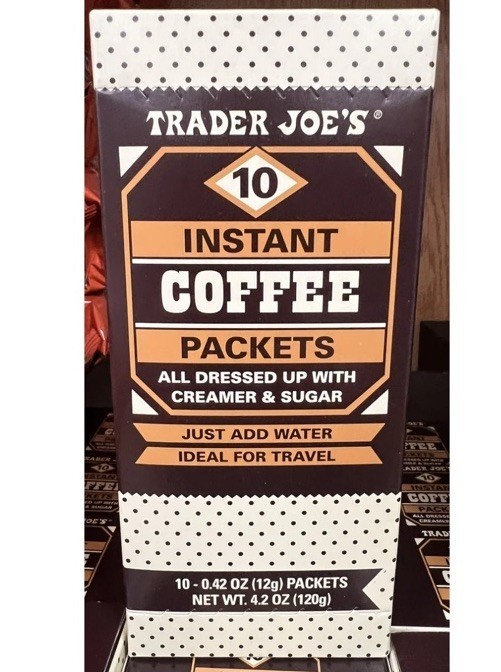 TRADER JOE'S®
10
INSTANT
COFFEE
PACKETS
ALL DRESSED UP WITH
CREAMER & SUGAR
JUST ADD WATER
IDEAL FOR TRAVEL
10 - 0.42 OZ (12g) PACKETS
NET WT. 4.2 OZ (120g)